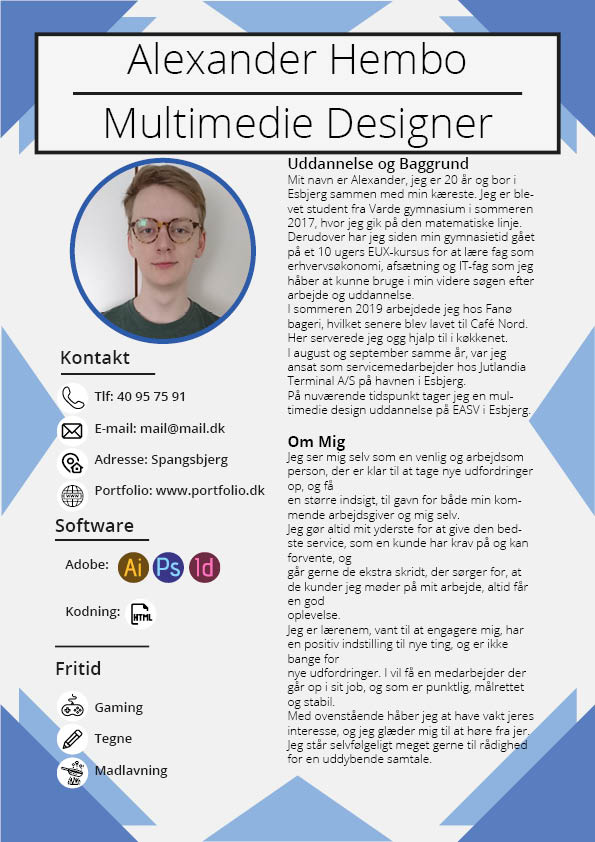 Alexander Hembo
Multimedie Designer
Kontakt
Tlf: 40 95 75 91
E-mail: mail@mail.dk
Adresse: Spangsbjerg
Portfolio: www.portfolio.dk
Software
Adobe: Ai Ps Id
Kodning: HTML
Fritid
Gaming
Tegne
Madlavning
Uddannelse og Baggrund
Mit navn er Alexander, jeg er 20 år og bor i
Esbjerg sammen med min kæreste. Jeg er ble-
vet student fra Varde gymnasium i sommeren
2017, hvor jeg gik på den matematiske linje.
Derudover har jeg siden min gymnasietid gået
på et 10 ugers EUX-kursus for at lære fag som
erhvervsøkonomi, afsætning og IT-fag som jeg
håber at kunne bruge i min videre søgen efter
arbejde og uddannelse.
I sommeren 2019 arbejdede jeg hos Fanø
bageri, hvilket senere blev lavet til Café Nord.
Her serverede jeg ogg hjalp til i køkkenet.
I august og september samme år, var jeg
ansat som servicemedarbejder hos Jutlandia
Terminal A/S på havnen i Esbjerg.
På nuværende tidspunkt tager jeg en mul-
timedie design uddannelse på EASV i Esbjerg.
Om Mig
Jeg ser mig selv som en venlig og arbejdsom
person, der er klar til at tage nye udfordringer
op, og få
en større indsigt, til gavn for både min kom-
mende arbejdsgiver og mig selv.
Jeg gør altid mit yderste for at give den bed-
ste service, som en kunde har krav på og kan
forvente, og
går gerne de ekstra skridt, der sørger for, at
de kunder jeg møder på mit arbejde, altid får
en god
oplevelse.
Jeg er lærenem, vant til at engagere mig, har
en positiv indstilling til nye ting, og er ikke
bange for
nye udfordringer. I vil få en medarbejder der
går op i sit job, og som er punktlig, målrettet
og stabil.
Med ovenstående håber jeg at have vakt jeres
interesse, og jeg glæder mig til at høre fra jer.
Jeg står selvfølgeligt meget gerne til rådighed
for en uddybende samtale.